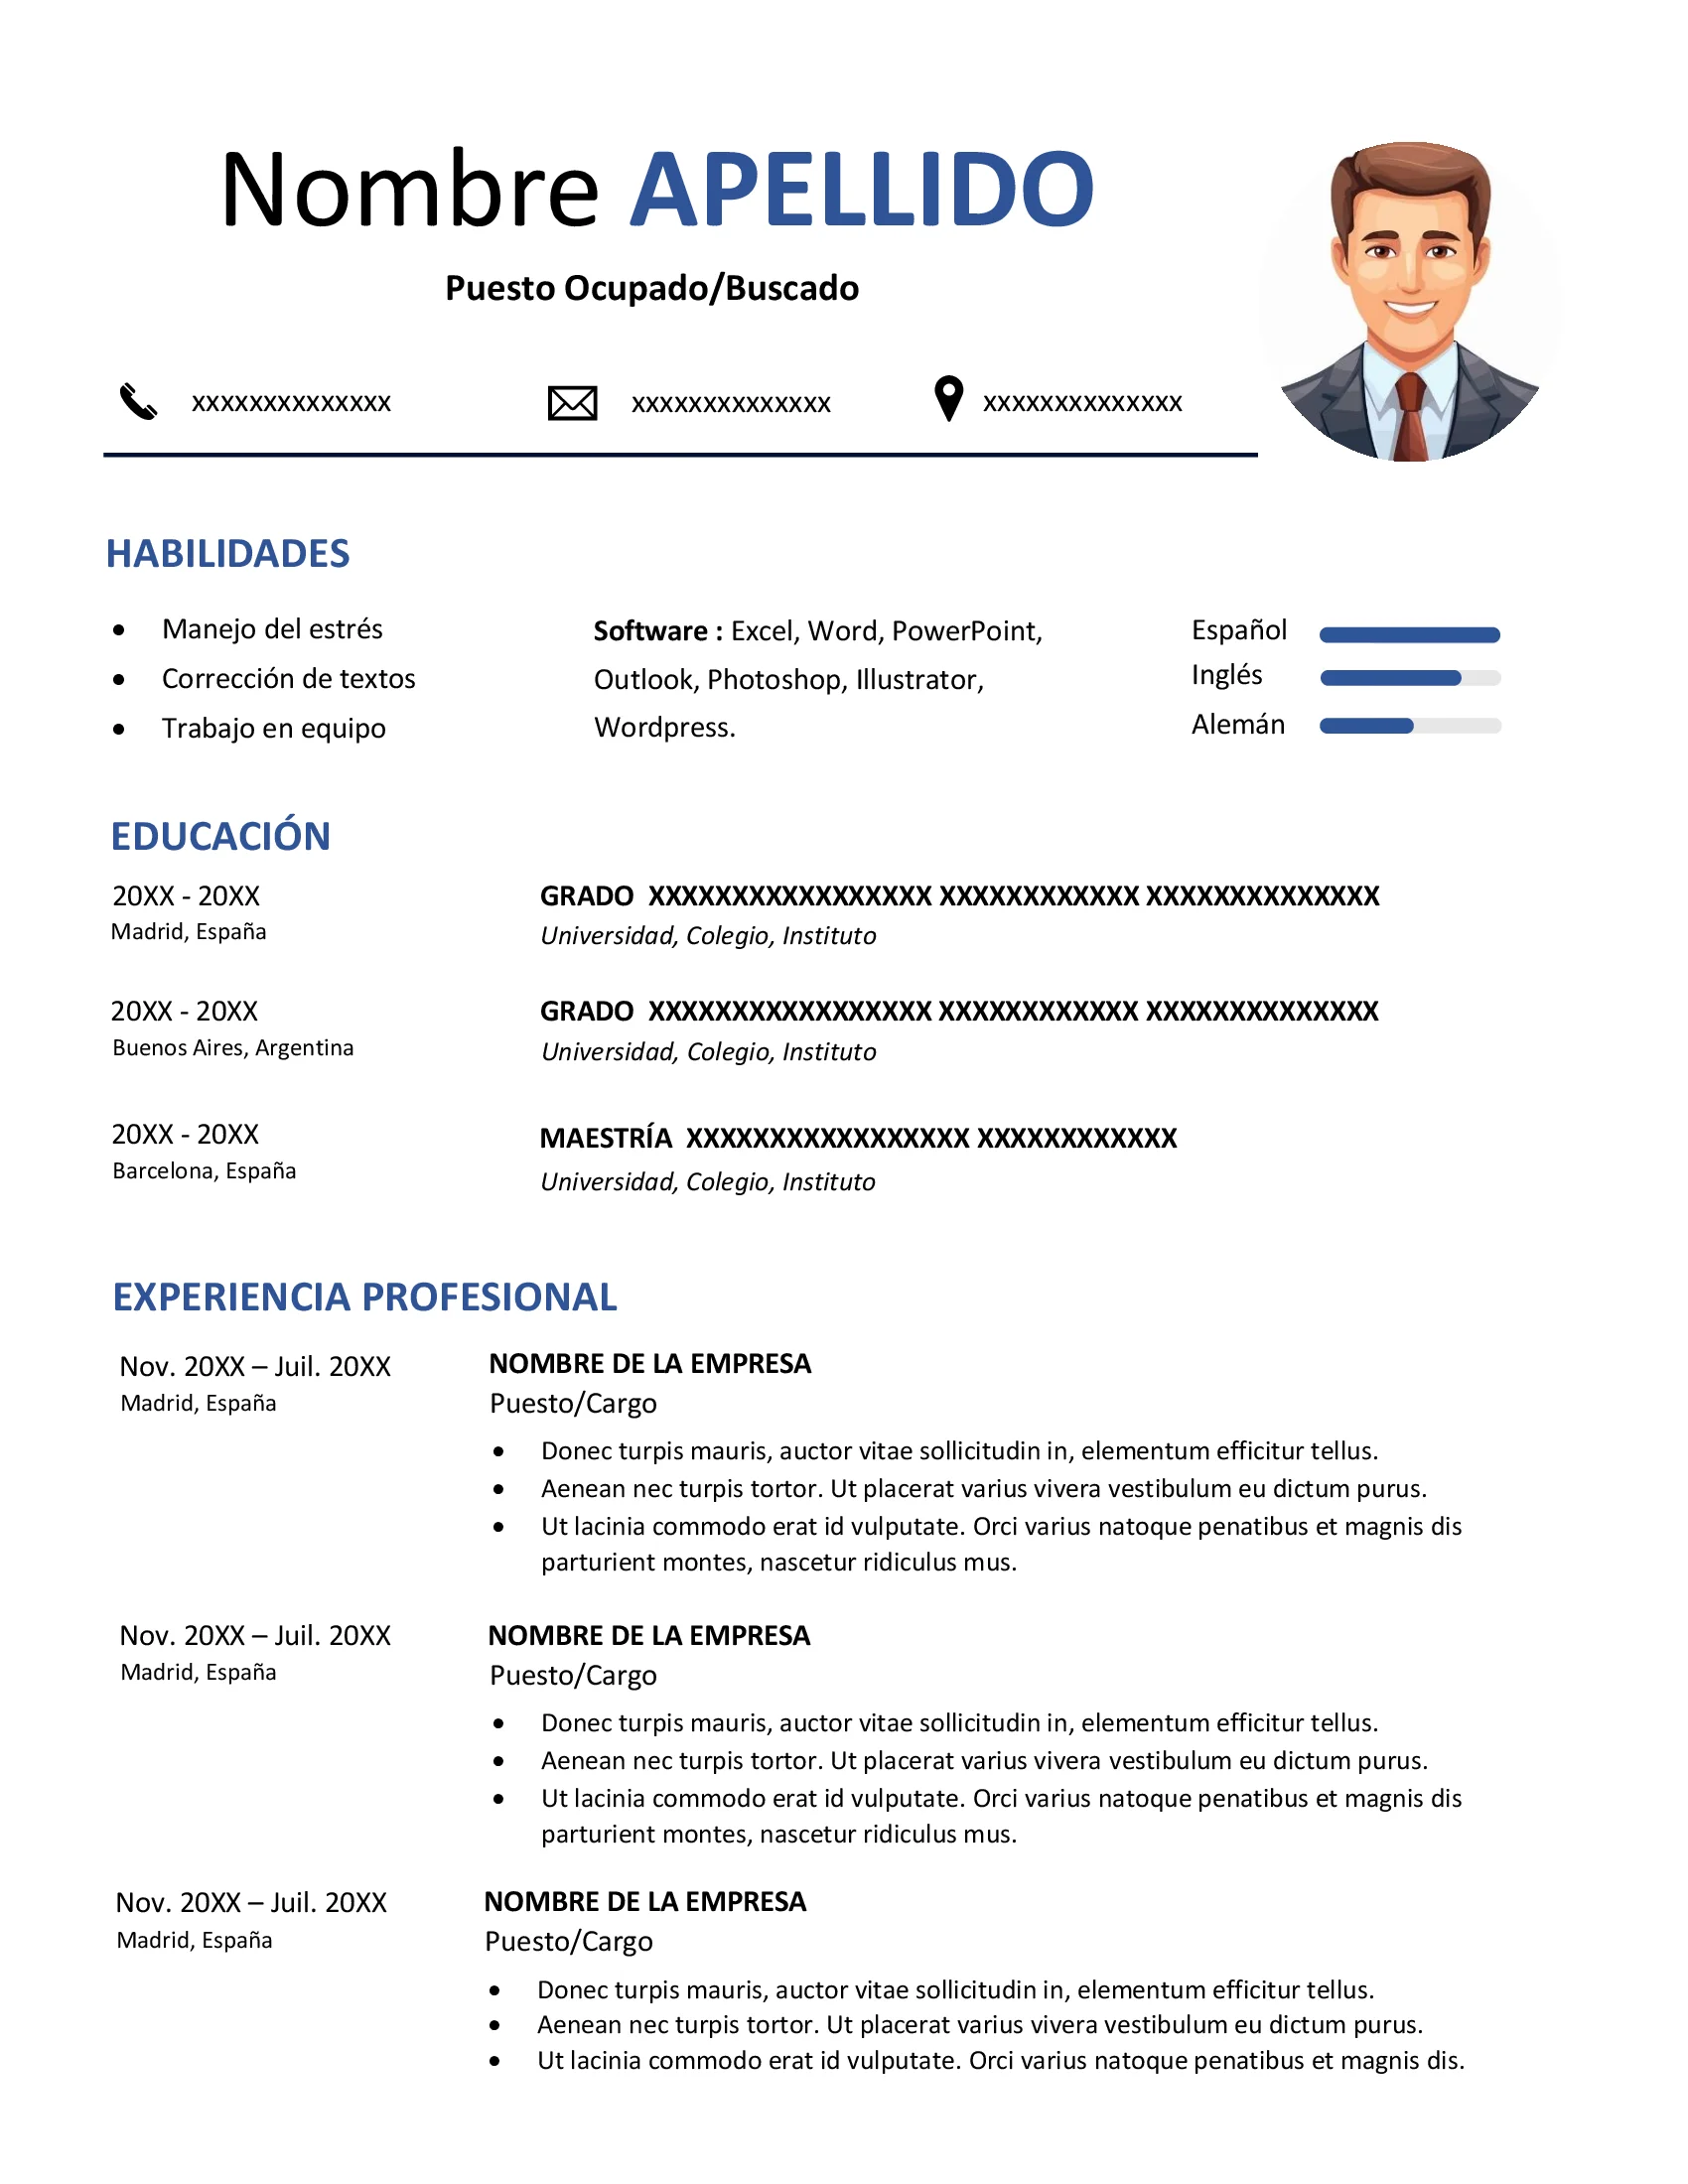 Nombre APELLIDO
Puesto Ocupado/Buscado
xxxxxxxxxxxxxx xxxxxxxxxxxxxx xxxxxxxxxxxxxx
HABILIDADES
• Manejo del estrés
• Corrección de textos
• Trabajo en equipo
Software : Excel, Word, PowerPoint,
Outlook, Photoshop, Illustrator,
Wordpress.
Español
Inglés
Alemán
EDUCACIÓN
20XX - 20XX
Madrid, España
GRADO XXXXXXXXXXXXXXXXX XXXXXXXXXXXX XXXXXXXXXXXXXX
Universidad, Colegio, Instituto
20XX - 20XX
Buenos Aires, Argentina
GRADO XXXXXXXXXXXXXXXXX XXXXXXXXXXXX XXXXXXXXXXXXXX
Universidad, Colegio, Instituto
20XX - 20XX
Barcelona, España
MAESTRÍA XXXXXXXXXXXXXXXXX XXXXXXXXXXXX
Universidad, Colegio, Instituto
EXPERIENCIA PROFESIONAL
Nov. 20XX – Juil. 20XX
Madrid, España
NOMBRE DE LA EMPRESA
Puesto/Cargo
• Donec turpis mauris, auctor vitae sollicitudin in, elementum efficitur tellus.
• Aenean nec turpis tortor. Ut placerat varius vivera vestibulum eu dictum purus.
• Ut lacinia commodo erat id vulputate. Orci varius natoque penatibus et magnis dis
parturient montes, nascetur ridiculus mus.
Nov. 20XX – Juil. 20XX
Madrid, España
NOMBRE DE LA EMPRESA
Puesto/Cargo
• Donec turpis mauris, auctor vitae sollicitudin in, elementum efficitur tellus.
• Aenean nec turpis tortor. Ut placerat varius vivera vestibulum eu dictum purus.
• Ut lacinia commodo erat id vulputate. Orci varius natoque penatibus et magnis dis
parturient montes, nascetur ridiculus mus.
Nov. 20XX – Juil. 20XX
Madrid, España
NOMBRE DE LA EMPRESA
Puesto/Cargo
• Donec turpis mauris, auctor vitae sollicitudin in, elementum efficitur tellus.
• Aenean nec turpis tortor. Ut placerat varius vivera vestibulum eu dictum purus.
• Ut lacinia commodo erat id vulputate. Orci varius natoque penatibus et magnis dis.